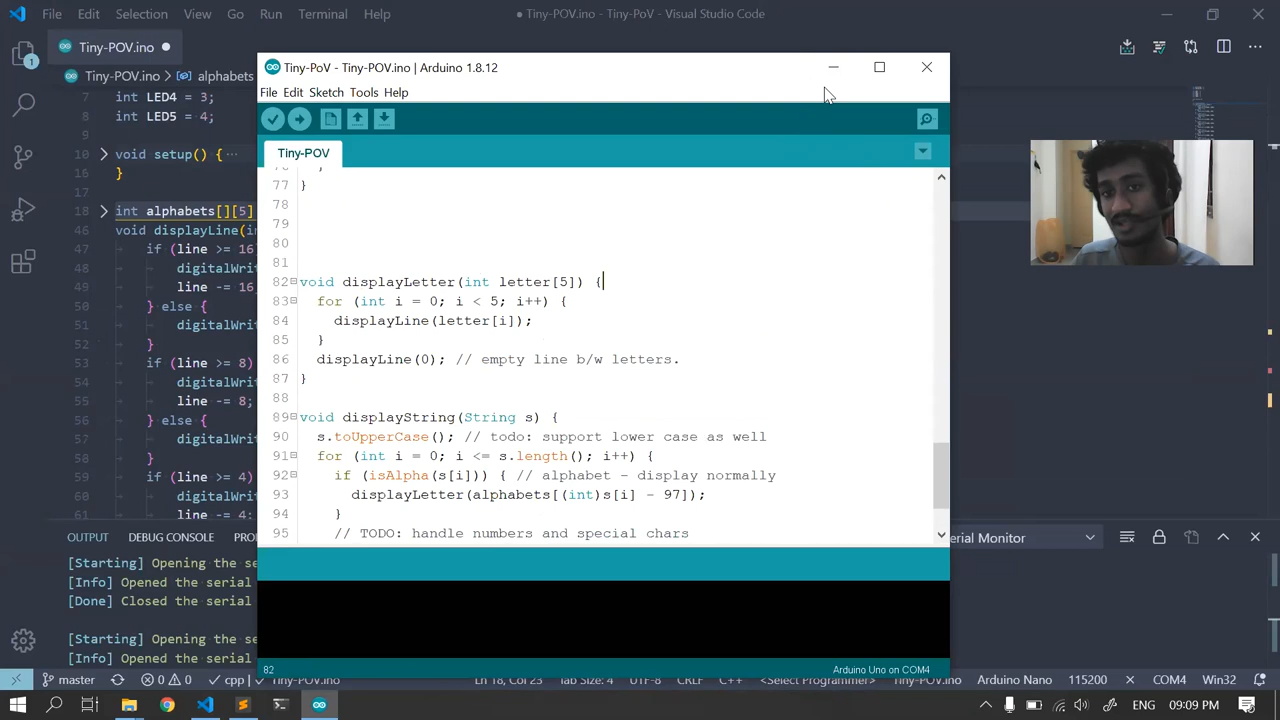 File Edit Selection View Go Run
● Tiny-POV.ino - Tiny-POV - Visual Studio Code
Tiny-POV.ino ●
Tiny-POV.ino > alphabets
7 int LED4 = 3;
8 int LED5 = 4;
9
10 > void setup() {⋯
16 }
17
18 > int alphabets[][5]
46 void displayLine(in
47 if (line >= 16)
48 digitalWrit
49 line -= 16;
50 } else {
51 digitalWrit
52 }
53 if (line >= 8)
54 digitalWrit
55 line -= 8;
56 } else {
57 digitalWrit
58 }
59 if (line >= 4)
60 digitalWrit
61 line -= 4;
OUTPUT DEBUG CONSOLE
erial Monitor
[Starting] Opening the seri
[Info] Opened the serial
[Done] Closed the serial
[Starting] Opening the seri
[Info] Opened the serial
1
Tiny-PoV - Tiny-POV.ino | Arduino 1.8.12
File Edit Sketch Tools Help
Tiny-POV
76 }
77 }
78
79
80
81
82 void displayLetter(int letter[5]) {
83 for (int i = 0; i < 5; i++) {
84 displayLine(letter[i]);
85 }
86 displayLine(0); // empty line b/w letters.
87 }
88
89 void displayString(String s) {
90 s.toUpperCase(); // todo: support lower case as well
91 for (int i = 0; i <= s.length(); i++) {
92 if (isAlpha(s[i])) { // alphabet - display normally
93 displayLetter(alphabets[(int)s[i] - 97]);
94 }
95 // TODO: handle numbers and special chars
82
Arduino Uno on COM4
master 0 0 cpp Tiny-POV.ino Ln 18, Col 23 Tab Size: 4 UTF-8 CRLF C++ <Select Programmer> Tiny-POV.ino Arduino Nano 115200 COM4 Win32
ENG 09:09 PM